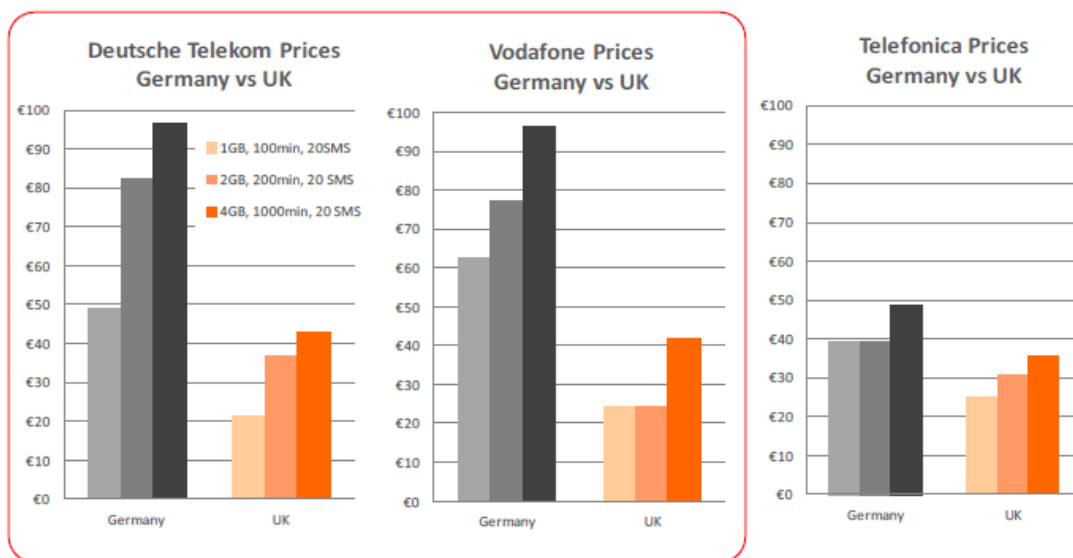 Deutsche Telekom Prices
Germany vs UK
€100
€90
€80
€70
€60
€50
€40
€30
€20
€10
€0
1GB, 100min, 20SMS
2GB, 200min, 20 SMS
4GB, 1000min, 20 SMS
Germany
UK
Vodafone Prices
Germany vs UK
€100
€90
€80
€70
€60
€50
€40
€30
€20
€10
€0
Germany
UK
Telefonica Prices
Germany vs UK
€100
€90
€80
€70
€60
€50
€40
€30
€20
€10
€0
Germany
UK